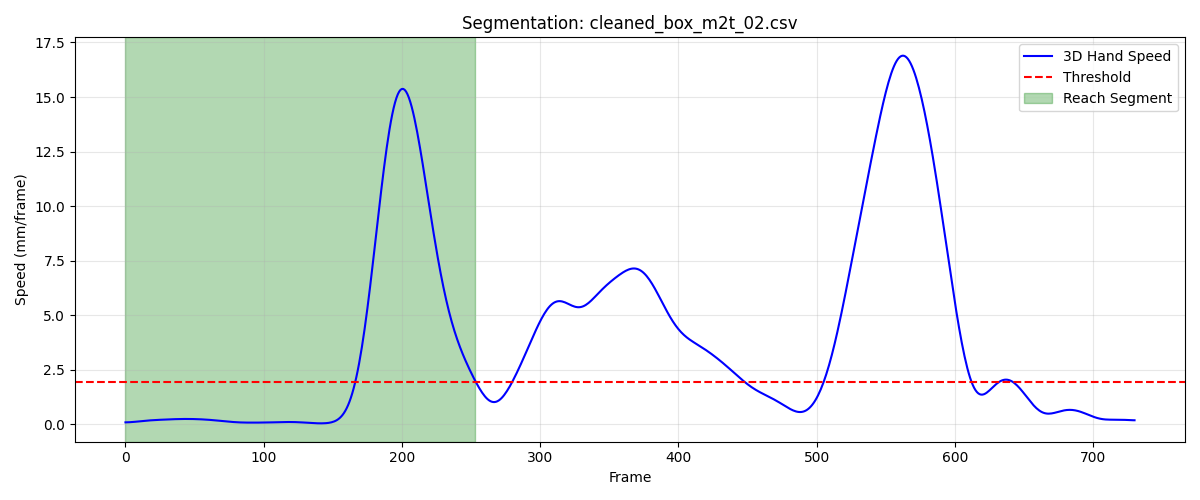 Segmentation: cleaned_box_m2t_02.csv
3D Hand Speed
Threshold
Reach Segment
Speed (mm/frame)
17.5
15.0
12.5
10.0
7.5
5.0
2.5
0.0
0 100 200 300 400 500 600 700
Frame